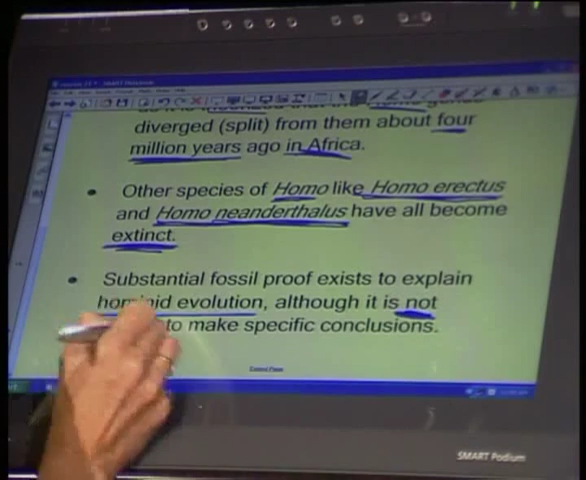 diverged (split) from them about four
million years ago in Africa.
• Other species of Homo like Homo erectus
and Homo neanderthalus have all become
extinct.
• Substantial fossil proof exists to explain
hominid evolution, although it is not
to make specific conclusions.
SMART Podium